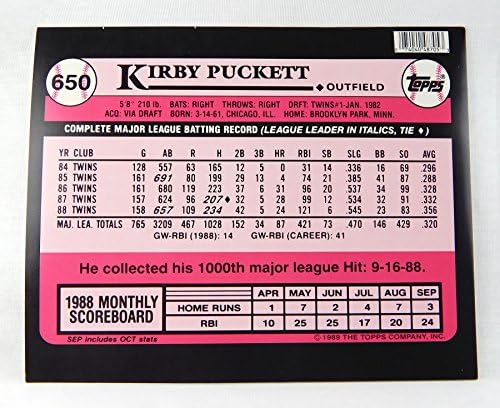 650
KIRBY PUCKETT
♦OUTFIELD
Topps
5'8" 210 lb. BATS: RIGHT THROWS: RIGHT DRFT: TWINS#1-JAN. 1982
ACQ: VIA DRAFT BORN: 3-14-61, CHICAGO, ILL. HOME: BROOKLYN PARK, MINN.
COMPLETE MAJOR LEAGUE BATTING RECORD (LEAGUE LEADER IN ITALICS, TIE ♦)
YR CLUB G AB R H 2B 3B HR RBI SB SLG BB SO AVG
84 TWINS 128 557 63 165 12 5 0 31 14 .336 16 69 .296
85 TWINS 161 691 80 199 29 13 4 74 21 .385 41 87 .288
86 TWINS 161 680 119 223 37 6 31 96 20 .537 34 99 .328
87 TWINS 157 624 96 207♦ 32 5 28 99 12 .534 32 91 .332
88 TWINS 158 657 109 234 42 5 24 121 6 .545 23 83 .356
MAJ. LEA. TOTALS 765 3209 467 1028 152 34 87 421 73 .470 146 429 .320
GW-RBI (1988): 14 GW-RBI (CAREER): 41
He collected his 1000th major league Hit: 9-16-88.
1988 MONTHLY SCOREBOARD
APR MAY JUN JUL AUG SEP
HOME RUNS 1 7 2 4 7 3
RBI 10 25 25 17 20 24
SEP includes OCT stats
© 1989 THE TOPPS COMPANY, INC.